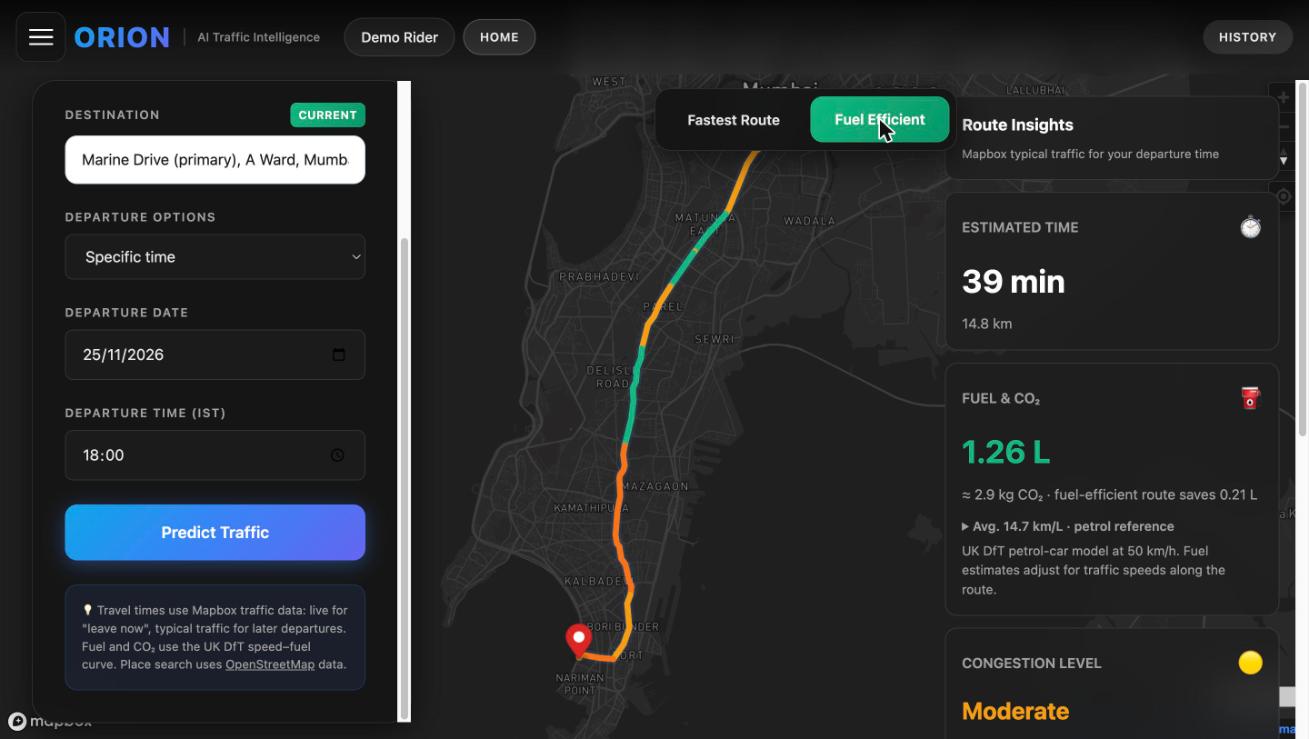 ORION
AI Traffic Intelligence
Demo Rider
HOME
HISTORY
DESTINATION
CURRENT
Marine Drive (primary), A Ward, Mumb
DEPARTURE OPTIONS
Specific time
DEPARTURE DATE
25/11/2026
DEPARTURE TIME (IST)
18:00
Predict Traffic
Travel times use Mapbox traffic data: live for
"leave now", typical traffic for later departures.
Fuel and CO₂ use the UK DfT speed–fuel
curve. Place search uses OpenStreetMap data.
mapbox
Fastest Route
Fuel Efficient
WEST
Mumbai
LALLUBHAI
MATUNGA
EAST
WADALA
PRABHADEVI
PAREL
SEWRI
DELISLE
ROAD
MAZAGAON
KAMATHIPURA
KALBADEVI
BORI BUNDER
FORT
NARIMAN
POINT
Route Insights
Mapbox typical traffic for your departure time
ESTIMATED TIME
39 min
14.8 km
FUEL & CO₂
1.26 L
≈ 2.9 kg CO₂ · fuel-efficient route saves 0.21 L
Avg. 14.7 km/L · petrol reference
UK DfT petrol-car model at 50 km/h. Fuel
estimates adjust for traffic speeds along the
route.
CONGESTION LEVEL
Moderate